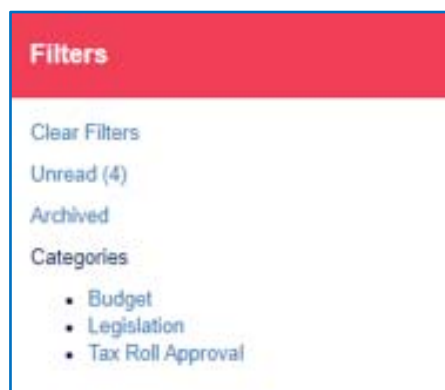 Filters
Clear Filters
Unread (4)
Archived
Categories
• Budget
• Legislation
• Tax Roll Approval